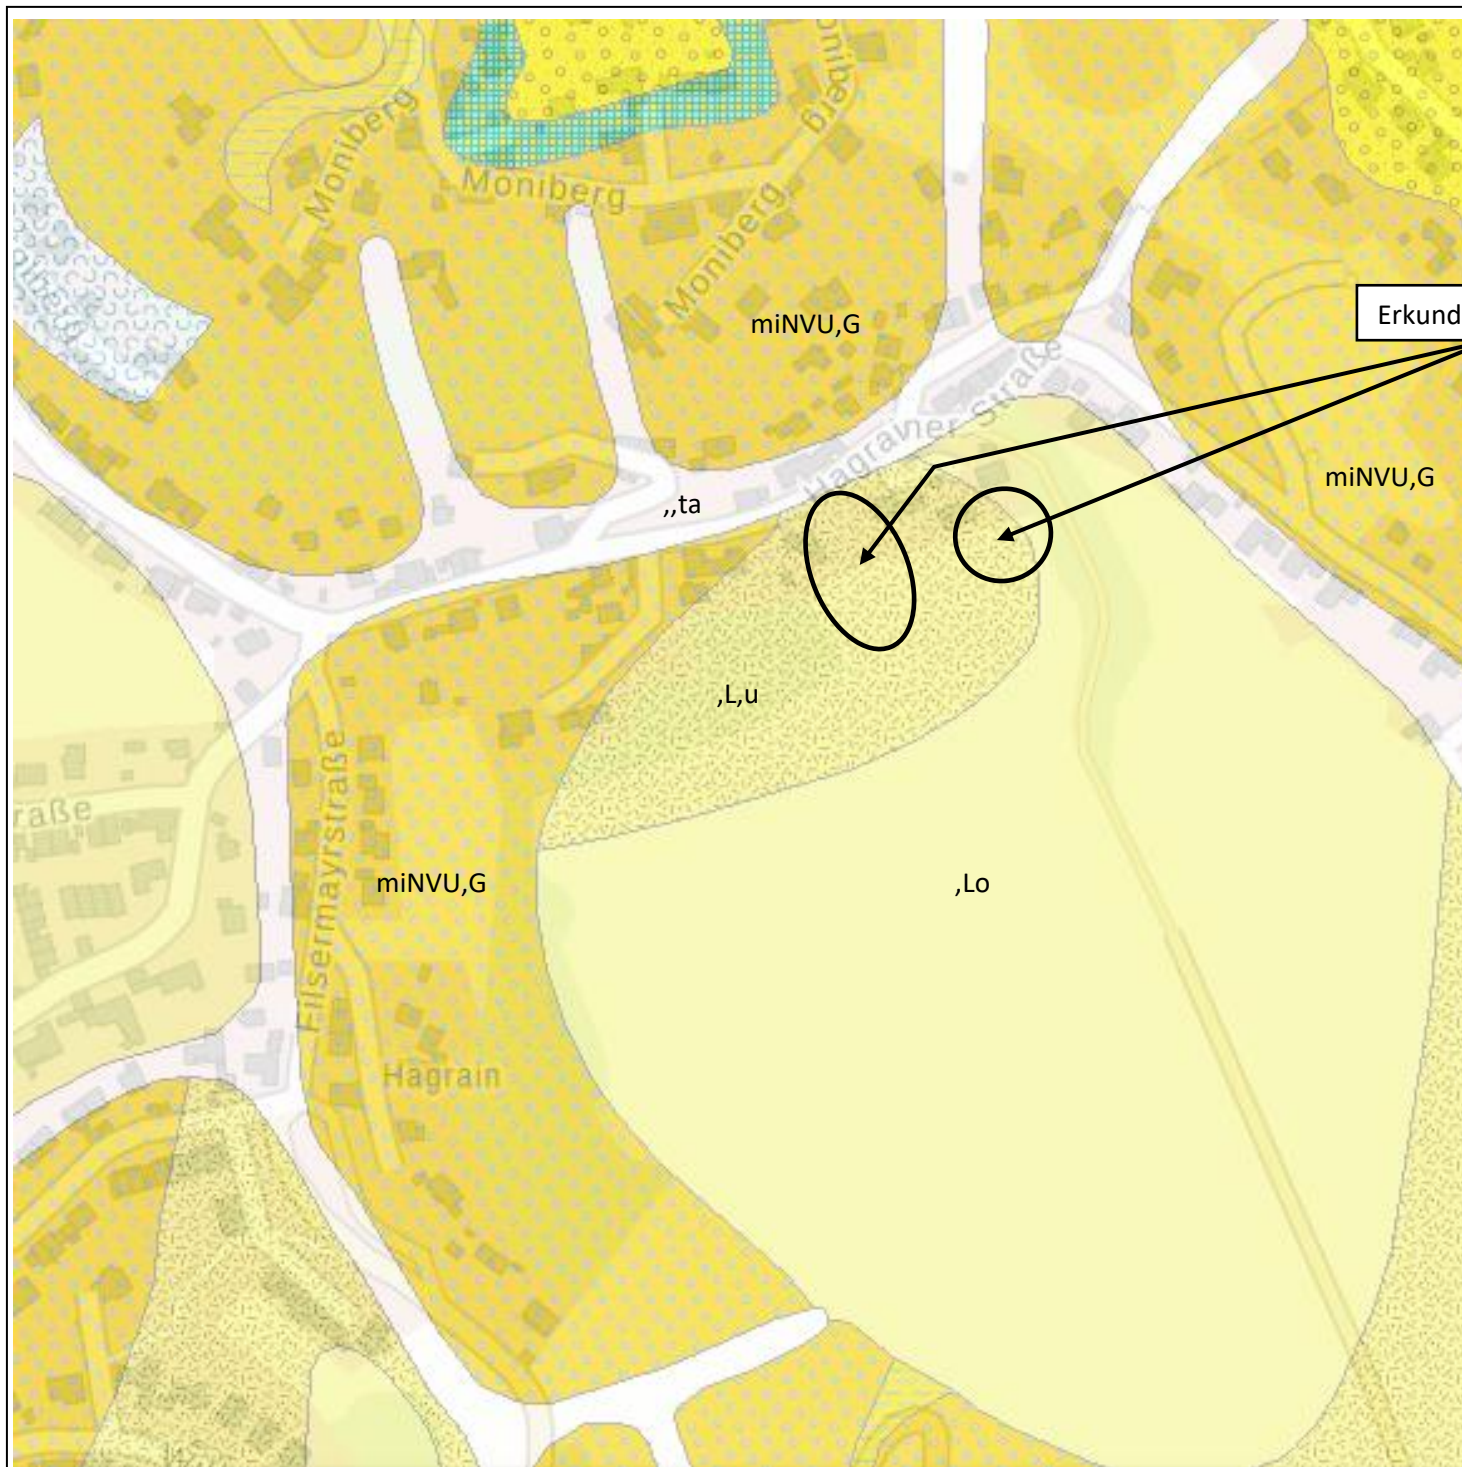 Moniberg
Moniberg
Moniberg
Moniberg
miNVU,G
Erkund
Hagrainer Straße
miNVU,G
,,ta
,L,u
raße
Filsermayrstraße
miNVU,G
,Lo
Hagrain